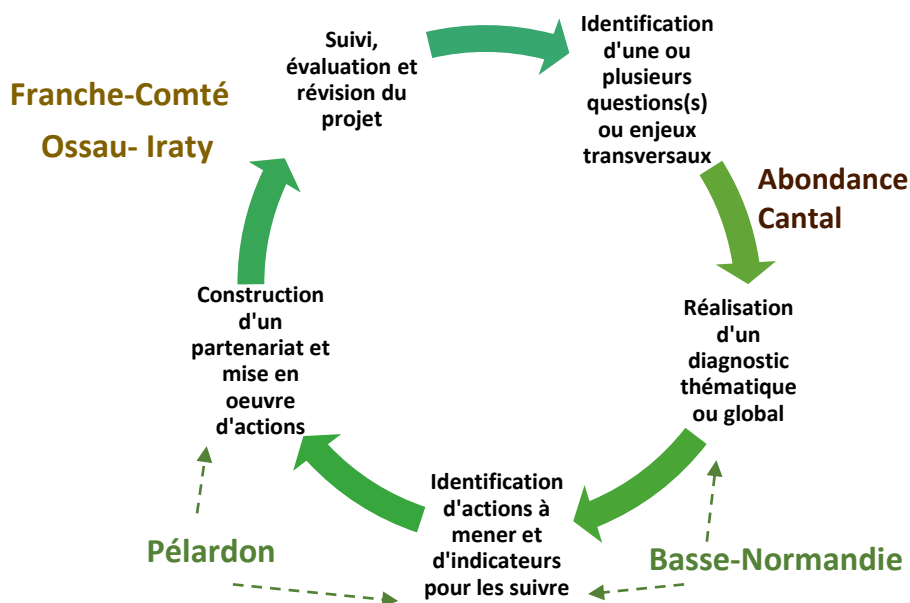 Suivi,
évaluation et
révision du
projet
Identification
d'une ou
plusieurs
questions(s)
ou enjeux
transversaux
Franche-Comté
Ossau- Iraty
Abondance
Cantal
Construction
d'un
partenariat et
mise en
oeuvre
d'actions
Réalisation
d'un
diagnostic
thématique
ou global
Identification
d'actions à
mener et
d'indicateurs
pour les suivre
Pélardon
Basse-Normandie